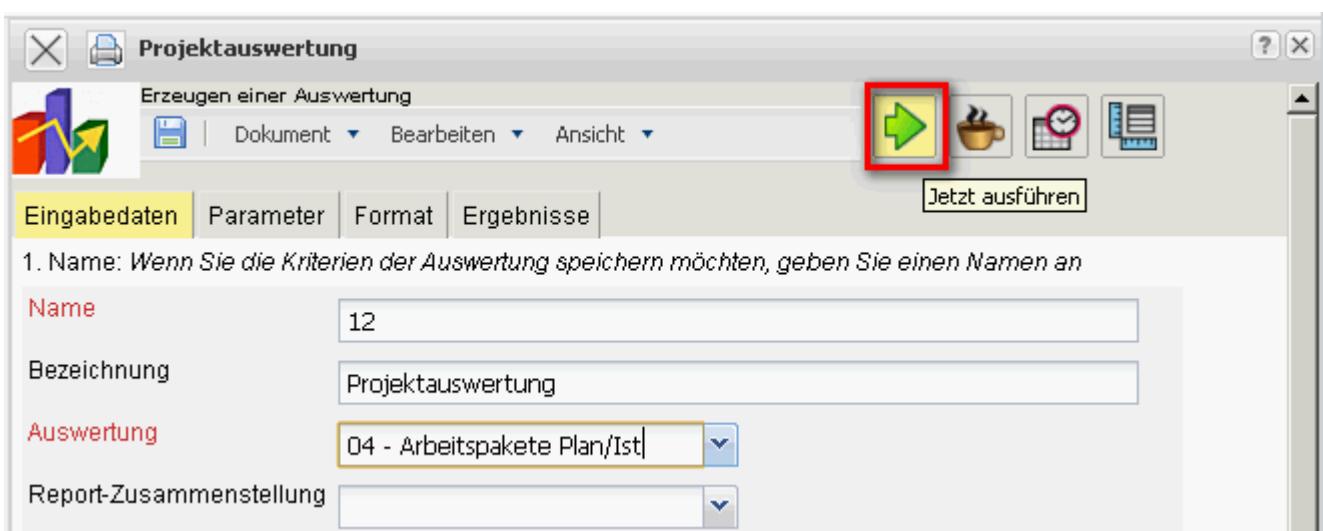 Projektauswertung
Erzeugen einer Auswertung
Dokument Bearbeiten Ansicht
Jetzt ausführen
Eingabedaten Parameter Format Ergebnisse
1. Name: Wenn Sie die Kriterien der Auswertung speichern möchten, geben Sie einen Namen an
Name 12
Bezeichnung Projektauswertung
Auswertung 04 - Arbeitspakete Plan/Ist
Report-Zusammenstellung